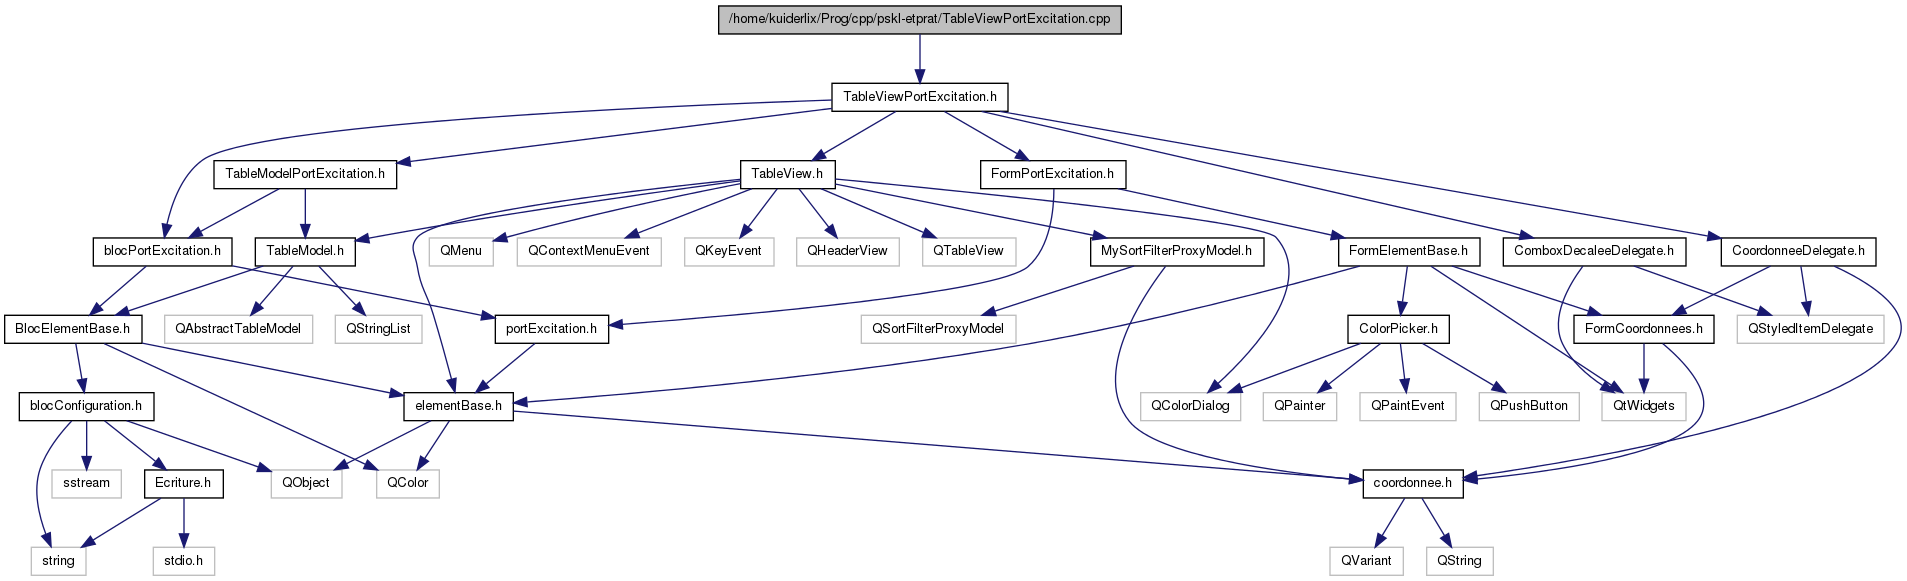 /home/kuiderlix/Prog/cpp/pskl-etprat/TableViewPortExcitation.cpp
TableViewPortExcitation.h
TableModelPortExcitation.h
TableView.h
FormPortExcitation.h
blocPortExcitation.h
TableModel.h
QMenu
QContextMenuEvent
QKeyEvent
QHeaderView
QTableView
MySortFilterProxyModel.h
FormElementBase.h
ComboxDecaleeDelegate.h
CoordonneeDelegate.h
BlocElementBase.h
QAbstractTableModel
QStringList
portExcitation.h
QSortFilterProxyModel
ColorPicker.h
FormCoordonnees.h
QStyledItemDelegate
blocConfiguration.h
elementBase.h
QColorDialog
QPainter
QPaintEvent
QPushButton
QtWidgets
sstream
Ecriture.h
QObject
QColor
coordonnee.h
string
stdio.h
QVariant
QString